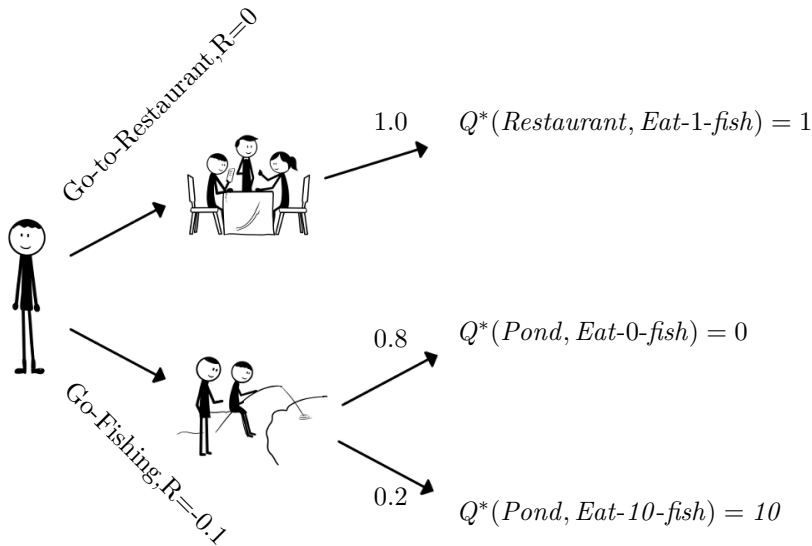 Go-to-Restaurant,R=0
1.0
Q*(Restaurant, Eat-1-fish) = 1
0.8
Q*(Pond, Eat-0-fish) = 0
Go-Fishing,R=-0.1
0.2
Q*(Pond, Eat-10-fish) = 10